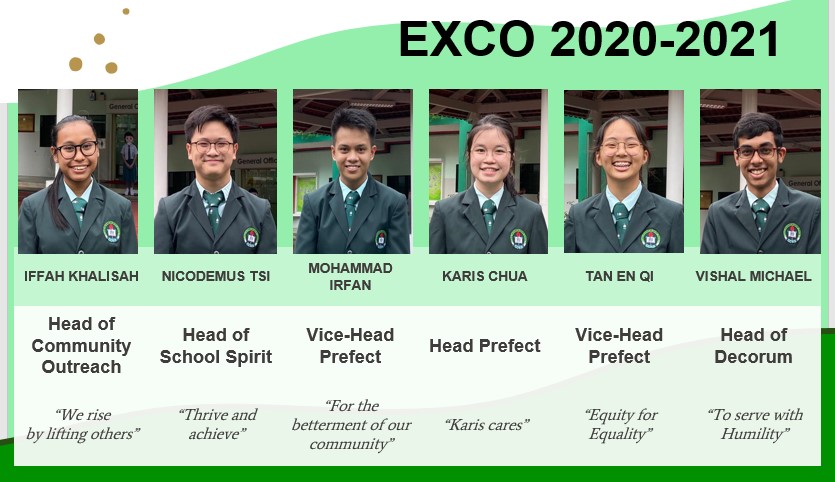 EXCO 2020-2021
General O
General Offic
IFFAH KHALISAH
NICODEMUS TSI
MOHAMMAD
IRFAN
KARIS CHUA
TAN EN QI
VISHAL MICHAEL
Head of
Community
Outreach
Head of
School Spirit
Vice-Head
Prefect
Head Prefect
Vice-Head
Prefect
Head of
Decorum
“We rise
by lifting others”
“Thrive and
achieve”
“For the
betterment of our
community”
“Karis cares”
“Equity for
Equality”
“To serve with
Humility”